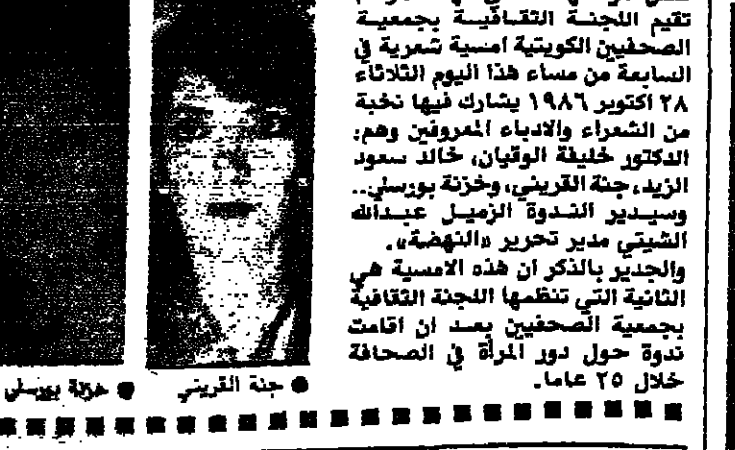 تقيم اللجنة الثقافية بجمعية
الصحفيين الكويتية امسية شعرية في
السابعة من مساء هذا اليوم الثلاثاء
٢٨ اكتوبر ١٩٨٦ يشارك فيها نخبة
من الشعراء والادباء المعروفين وهم:
الدكتور خليفة الوقيان، خالد سعود
الزيد، جنة القريني، وخزنة بورسلي..
وسيدير الندوة الزميل عبدالله
الشيتي مدير تحرير «النهضة».
والجدير بالذكر ان هذه الامسية هي
الثانية التي تنظمها اللجنة الثقافية
بجمعية الصحفيين بعد ان اقامت
ندوة حول دور المرأة في الصحافة
خلال ٢٥ عاما.
● جنة القريني
● خزنة بورسلي